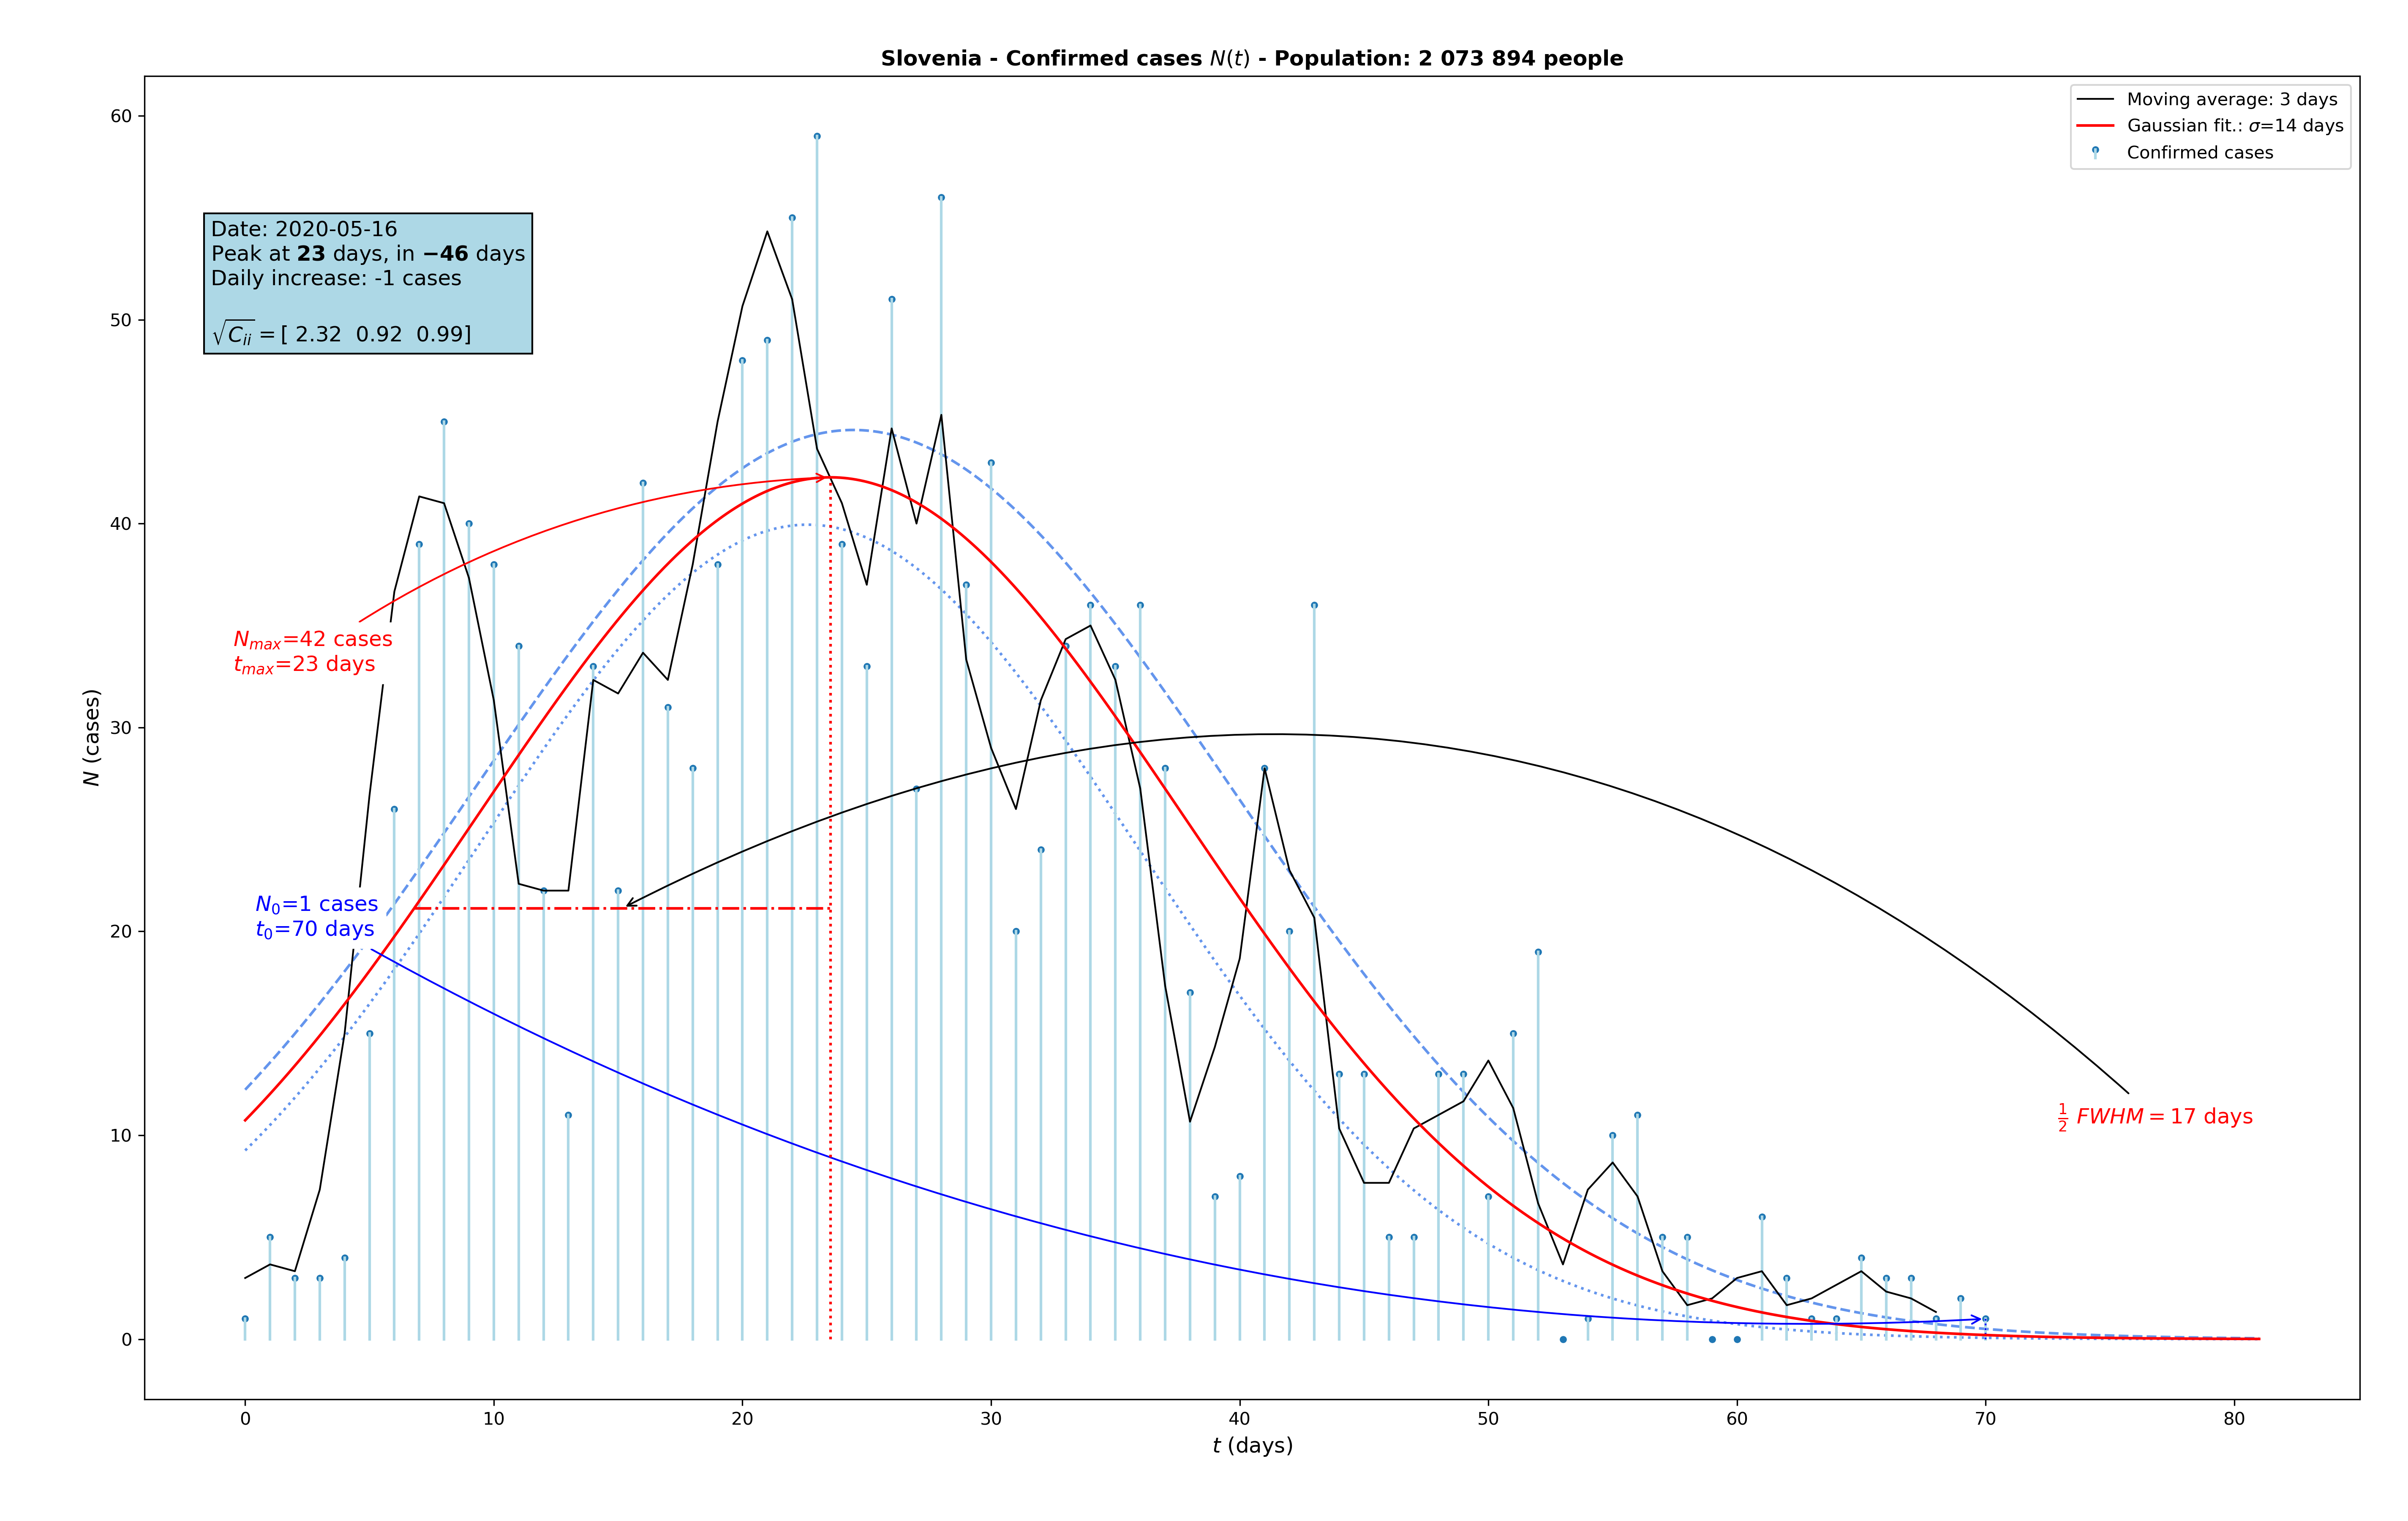 Slovenia - Confirmed cases N(t) - Population: 2 073 894 people
Moving average: 3 days
Gaussian fit.: σ=14 days
Confirmed cases
Date: 2020-05-16
Peak at 23 days, in −46 days
Daily increase: -1 cases
√C_ii = [ 2.32 0.92 0.99]
N_max=42 cases
t_max=23 days
N_0=1 cases
t_0=70 days
½ FWHM = 17 days
N (cases)
60
50
40
30
20
10
0
0 10 20 30 40 50 60 70 80
t (days)